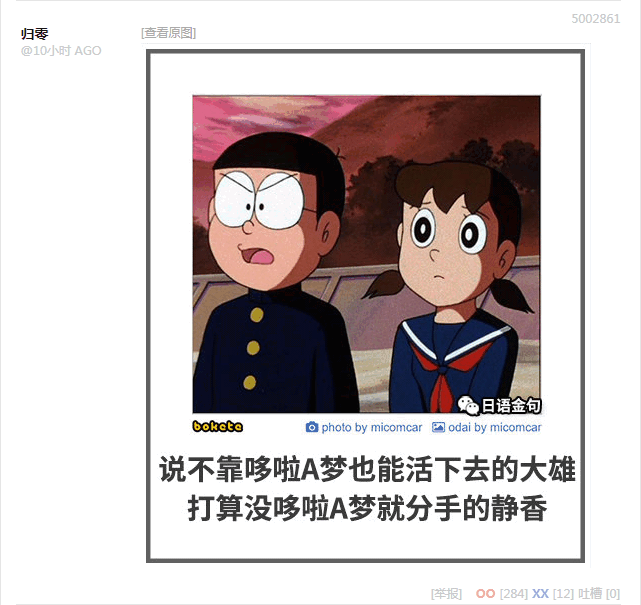 5002861
归零
[查看原图]
@10小时 AGO
日语金句
bokete
photo by micomcar
odai by micomcar
说不靠哆啦A梦也能活下去的大雄
打算没哆啦A梦就分手的静香
[举报] OO [284] XX [12] 吐槽 [0]